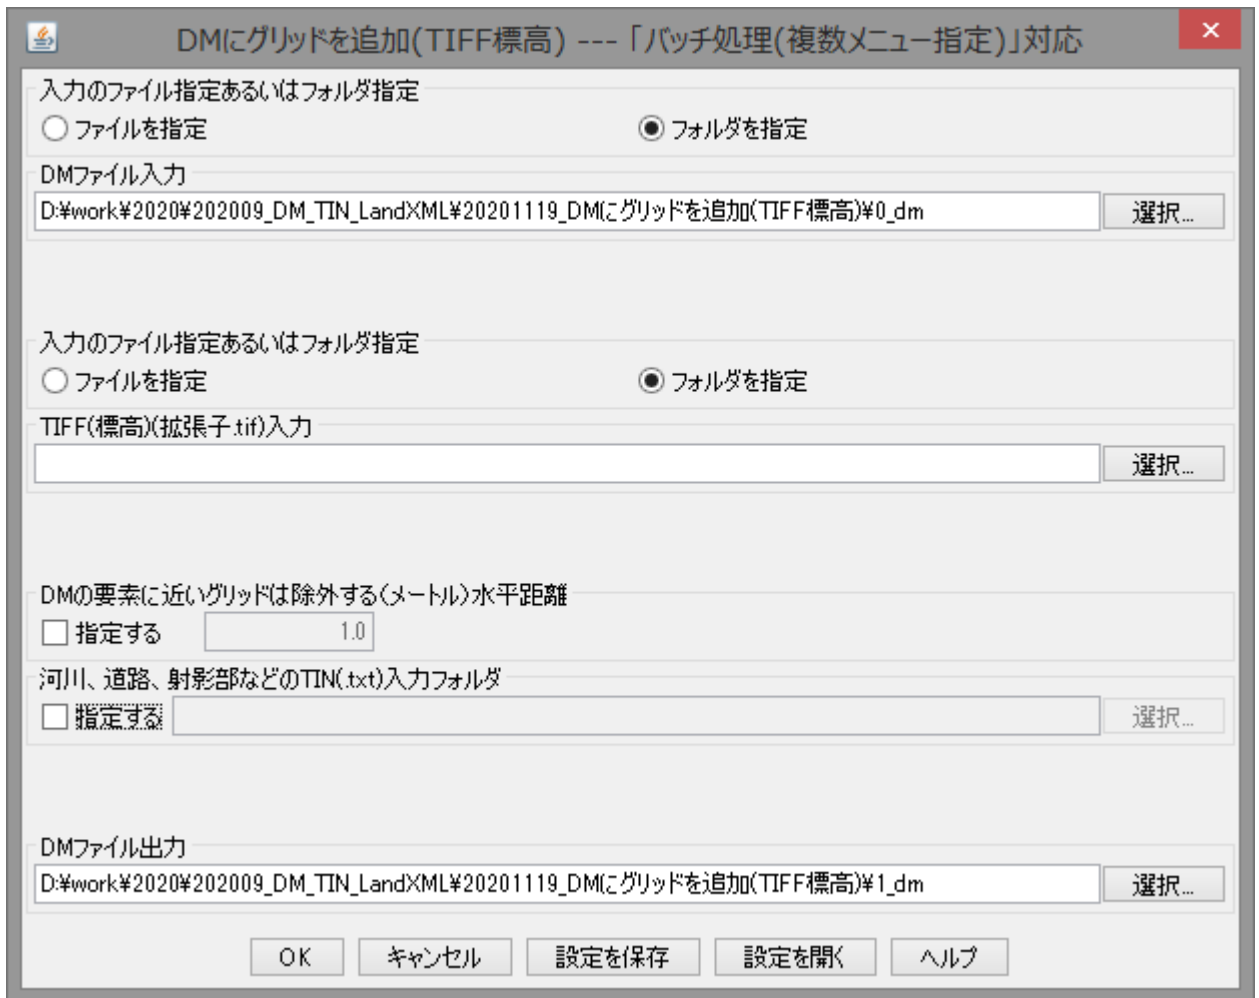 DMにグリッドを追加(TIFF標高) --- 「バッチ処理(複数メニュー指定)」対応
入力のファイル指定あるいはフォルダ指定
ファイルを指定 フォルダを指定
DMファイル入力
D:¥work¥2020¥202009_DM_TIN_LandXML¥20201119_DMにグリッドを追加(TIFF標高)¥0_dm 選択...
入力のファイル指定あるいはフォルダ指定
ファイルを指定 フォルダを指定
TIFF(標高)(拡張子.tif)入力
選択...
DMの要素に近いグリッドは除外する(メートル)水平距離
指定する 1.0
河川、道路、射影部などのTIN(.txt)入力フォルダ
指定する 選択...
DMファイル出力
D:¥work¥2020¥202009_DM_TIN_LandXML¥20201119_DMにグリッドを追加(TIFF標高)¥1_dm 選択...
OK キャンセル 設定を保存 設定を開く ヘルプ